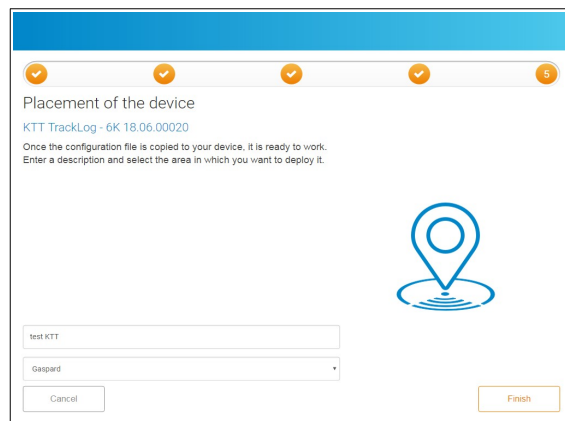 5
Placement of the device
KTT TrackLog - 6K 18.06.00020
Once the configuration file is copied to your device, it is ready to work.
Enter a description and select the area in which you want to deploy it.
test KTT
Gaspard
Cancel
Finish